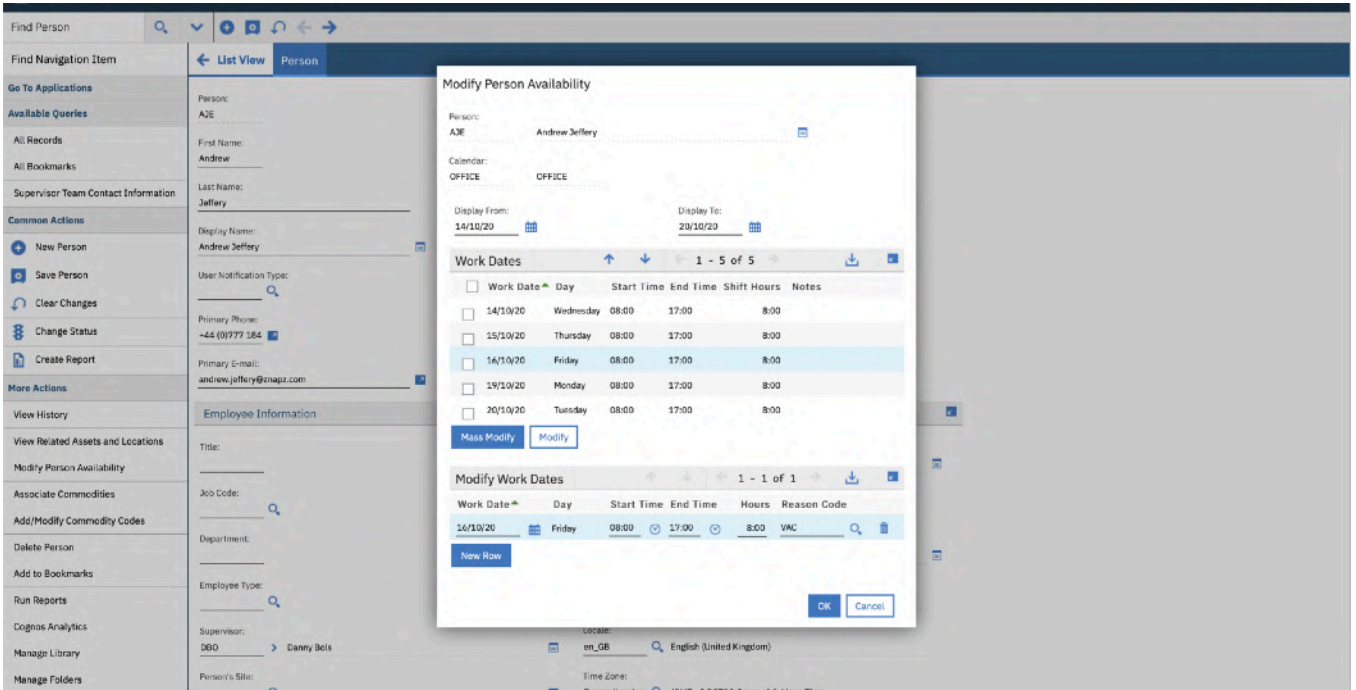 Find Person
Find Navigation Item
Go To Applications
Available Queries
All Records
All Bookmarks
Supervisor Team Contact Information
Common Actions
New Person
Save Person
Clear Changes
Change Status
Create Report
More Actions
View History
View Related Assets and Locations
Modify Person Availability
Associate Commodities
Add/Modify Commodity Codes
Delete Person
Add to Bookmarks
Run Reports
Cognos Analytics
Manage Library
Manage Folders
List View Person
Person:
AJE
First Name:
Andrew
Last Name:
Jeffery
Display Name:
Andrew Jeffery
User Notification Type:
Primary Phone:
+44 (0)777 184
Primary E-mail:
andrew.jeffery@znapz.com
Employee Information
Title:
Job Code:
Department:
Employee Type:
Supervisor:
DBO Danny Bols
Person's Site:
Locale:
en_GB English (United Kingdom)
Time Zone:
Modify Person Availability
Person:
AJE Andrew Jeffery
Calendar:
OFFICE OFFICE
Display From: Display To:
14/10/20 20/10/20
Work Dates 1 - 5 of 5
Work Date Day Start Time End Time Shift Hours Notes
14/10/20 Wednesday 08:00 17:00 8:00
15/10/20 Thursday 08:00 17:00 8:00
16/10/20 Friday 08:00 17:00 8:00
19/10/20 Monday 08:00 17:00 8:00
20/10/20 Tuesday 08:00 17:00 8:00
Mass Modify Modify
Modify Work Dates 1 - 1 of 1
Work Date Day Start Time End Time Hours Reason Code
16/10/20 Friday 08:00 17:00 8:00 VAC
New Row
OK Cancel